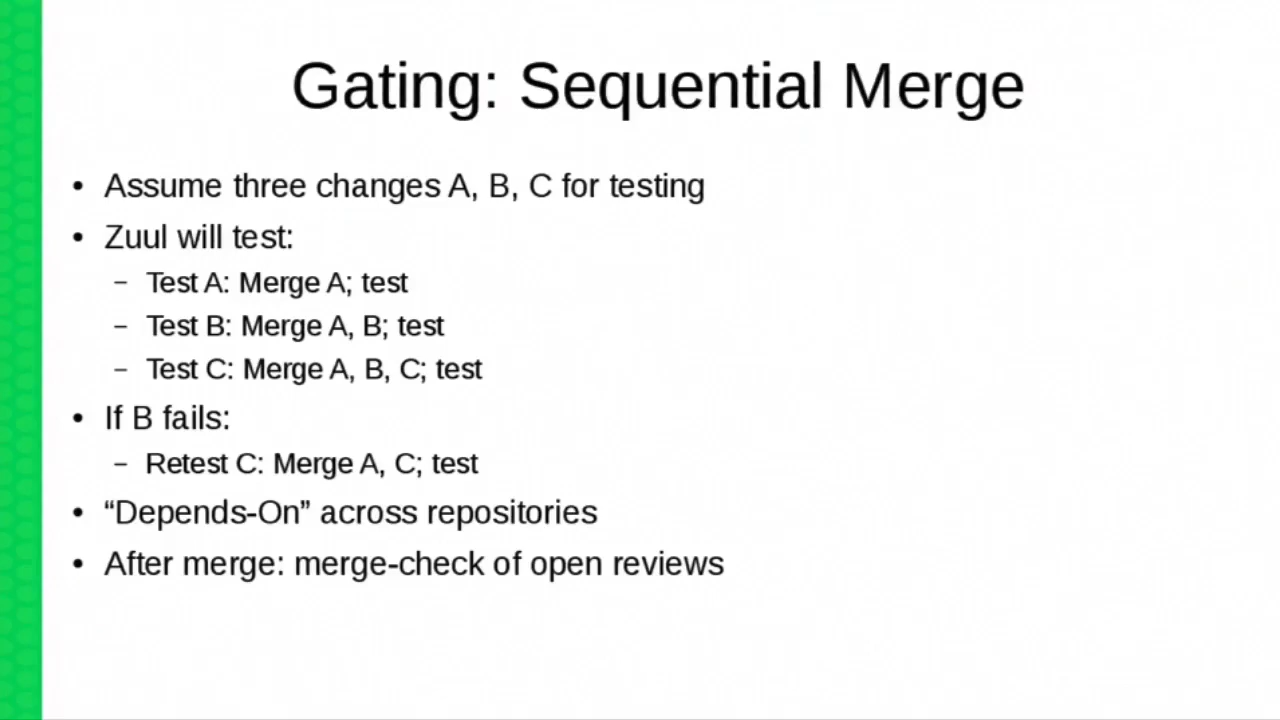 Gating: Sequential Merge
• Assume three changes A, B, C for testing
• Zuul will test:
– Test A: Merge A; test
– Test B: Merge A, B; test
– Test C: Merge A, B, C; test
• If B fails:
– Retest C: Merge A, C; test
• “Depends-On” across repositories
• After merge: merge-check of open reviews